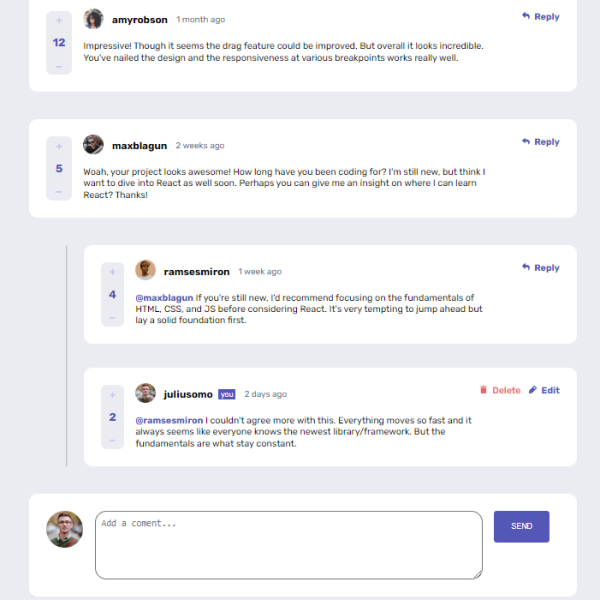 +
12
–
amyrobson 1 month ago
Reply
Impressive! Though it seems the drag feature could be improved. But overall it looks incredible.
You've nailed the design and the responsiveness at various breakpoints works really well.
+
5
–
maxblagun 2 weeks ago
Reply
Woah, your project looks awesome! How long have you been coding for? I'm still new, but think I
want to dive into React as well soon. Perhaps you can give me an insight on where I can learn
React? Thanks!
+
4
–
ramsesmiron 1 week ago
Reply
@maxblagun If you're still new, I'd recommend focusing on the fundamentals of
HTML, CSS, and JS before considering React. It's very tempting to jump ahead but
lay a solid foundation first.
+
2
–
juliusomo you 2 days ago
Delete Edit
@ramsesmiron I couldn't agree more with this. Everything moves so fast and it
always seems like everyone knows the newest library/framework. But the
fundamentals are what stay constant.
Add a coment...
SEND